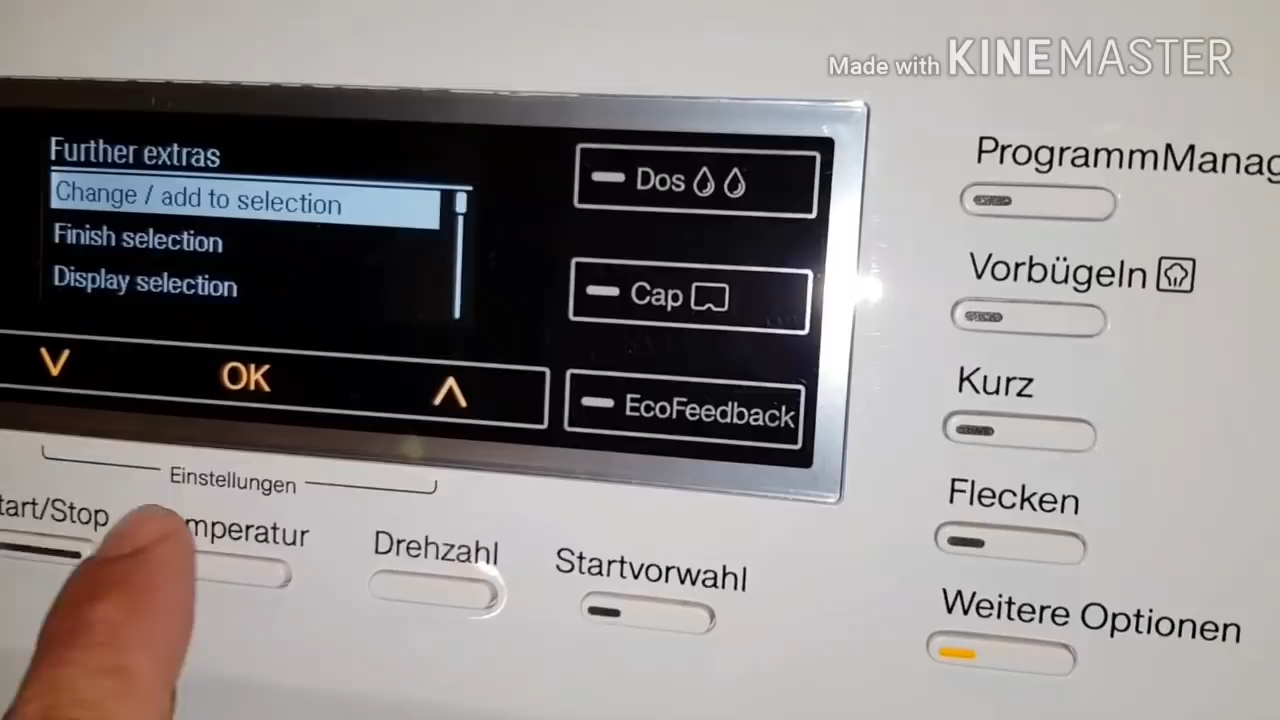 Made with KINEMASTER
Further extras
Change / add to selection
Finish selection
Display selection
OK
Dos
Cap
EcoFeedback
ProgrammManag
Vorbügeln
Kurz
Flecken
Weitere Optionen
Einstellungen
tart/Stop
mperatur
Drehzahl
Startvorwahl